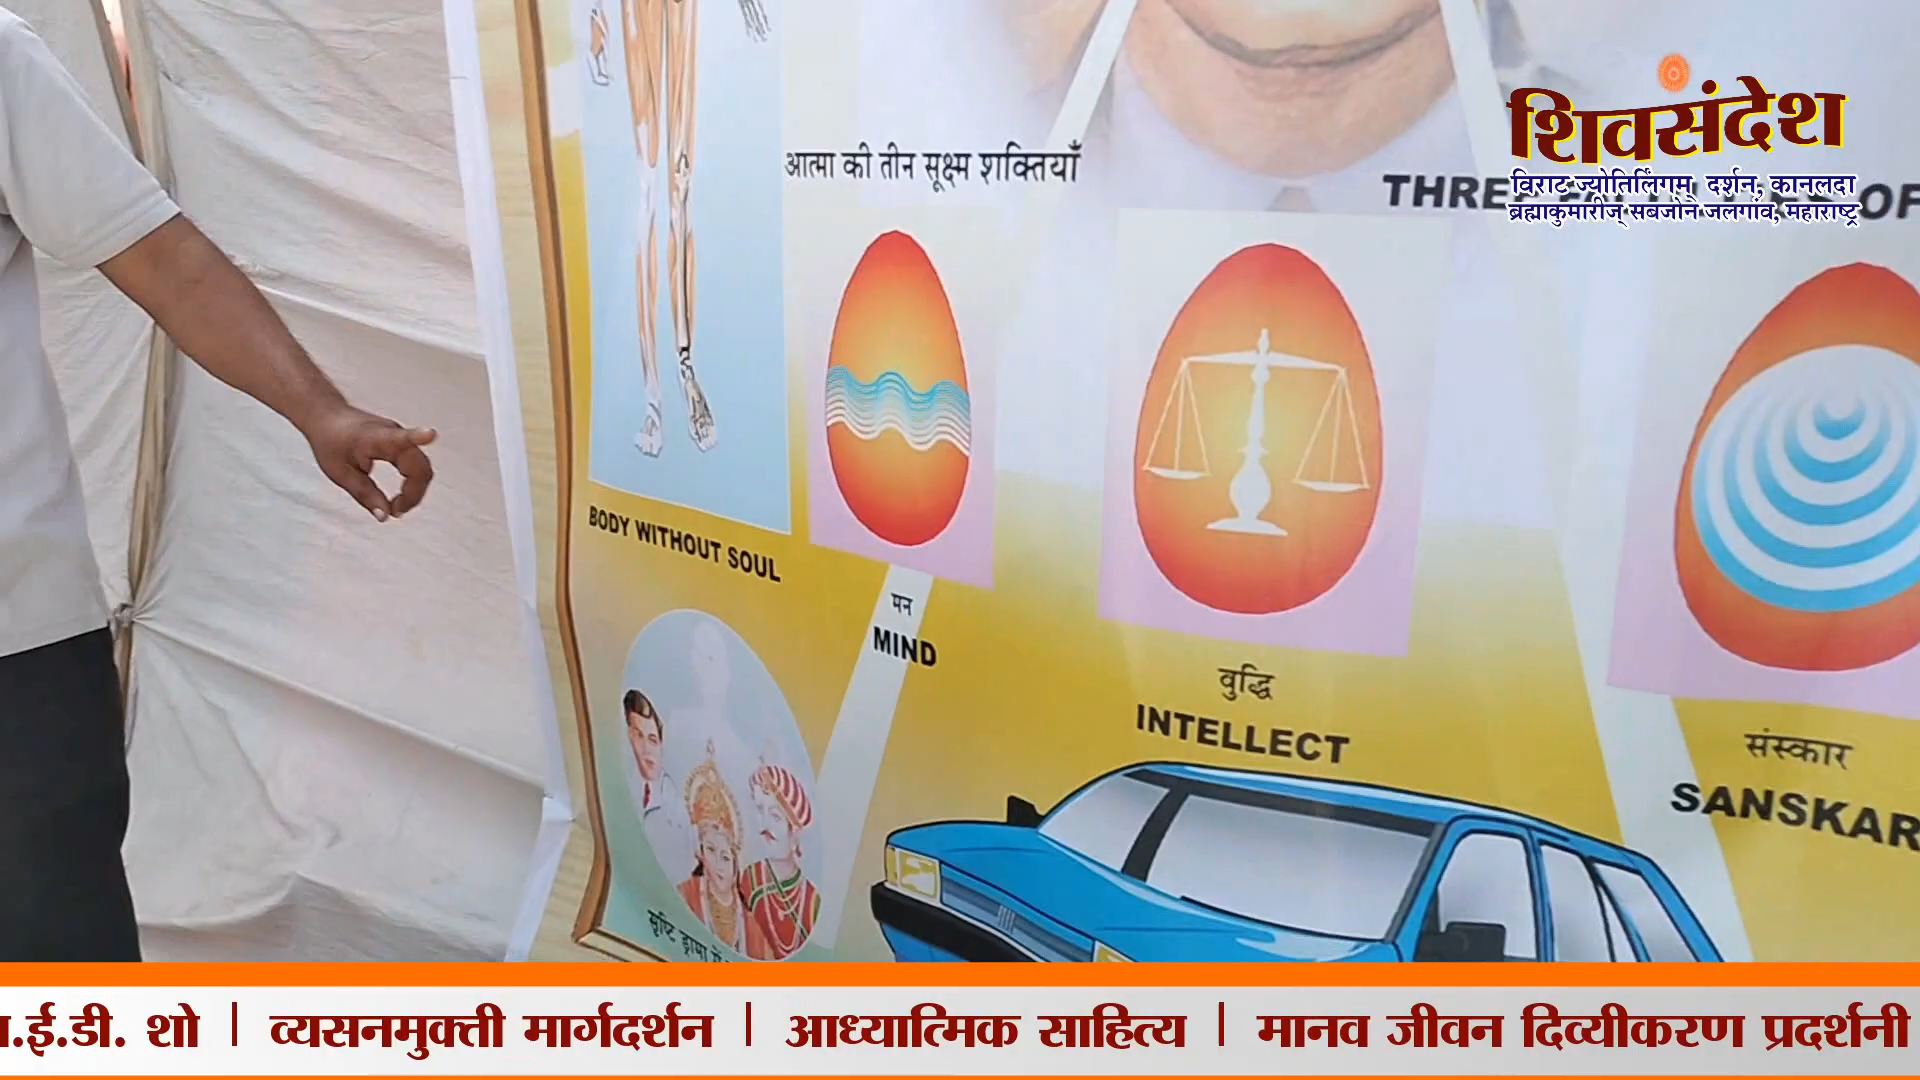 शिवसंदेश
विराट ज्योतिर्लिंगम् दर्शन, कानलदा
ब्रह्माकुमारीज् सबजोन जलगांव, महाराष्ट्र
आत्मा की तीन सूक्ष्म शक्तियाँ
OF
BODY WITHOUT SOUL
मन
MIND
बुद्धि
INTELLECT
संस्कार
SANSKAR
सृष्टि ड्रामा
.ई.डी. शो | व्यसनमुक्ती मार्गदर्शन | आध्यात्मिक साहित्य | मानव जीवन दिव्यीकरण प्रदर्शनी